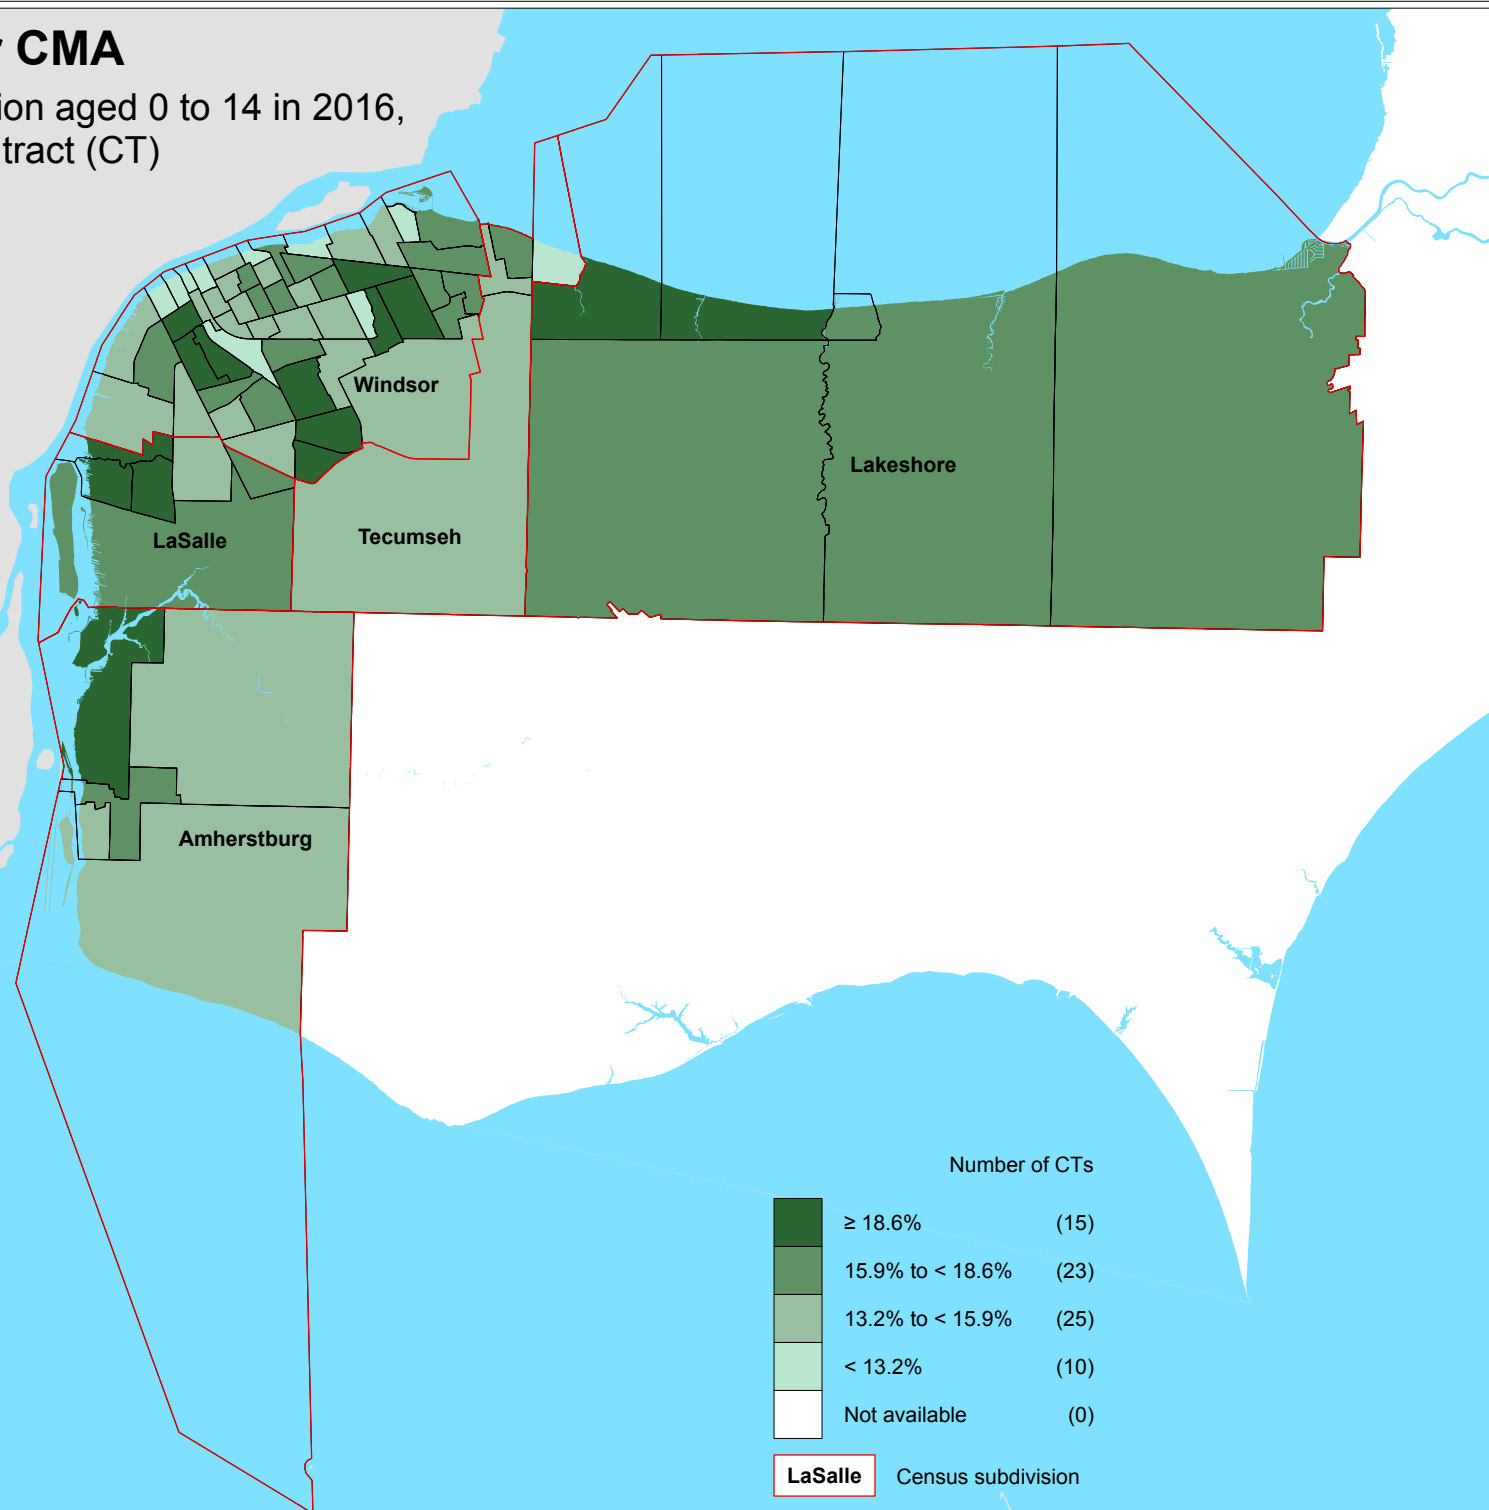 CMA
ion aged 0 to 14 in 2016,
tract (CT)
Windsor
Lakeshore
LaSalle
Tecumseh
Amherstburg
Number of CTs
≥ 18.6% (15)
15.9% to < 18.6% (23)
13.2% to < 15.9% (25)
< 13.2% (10)
Not available (0)
LaSalle Census subdivision